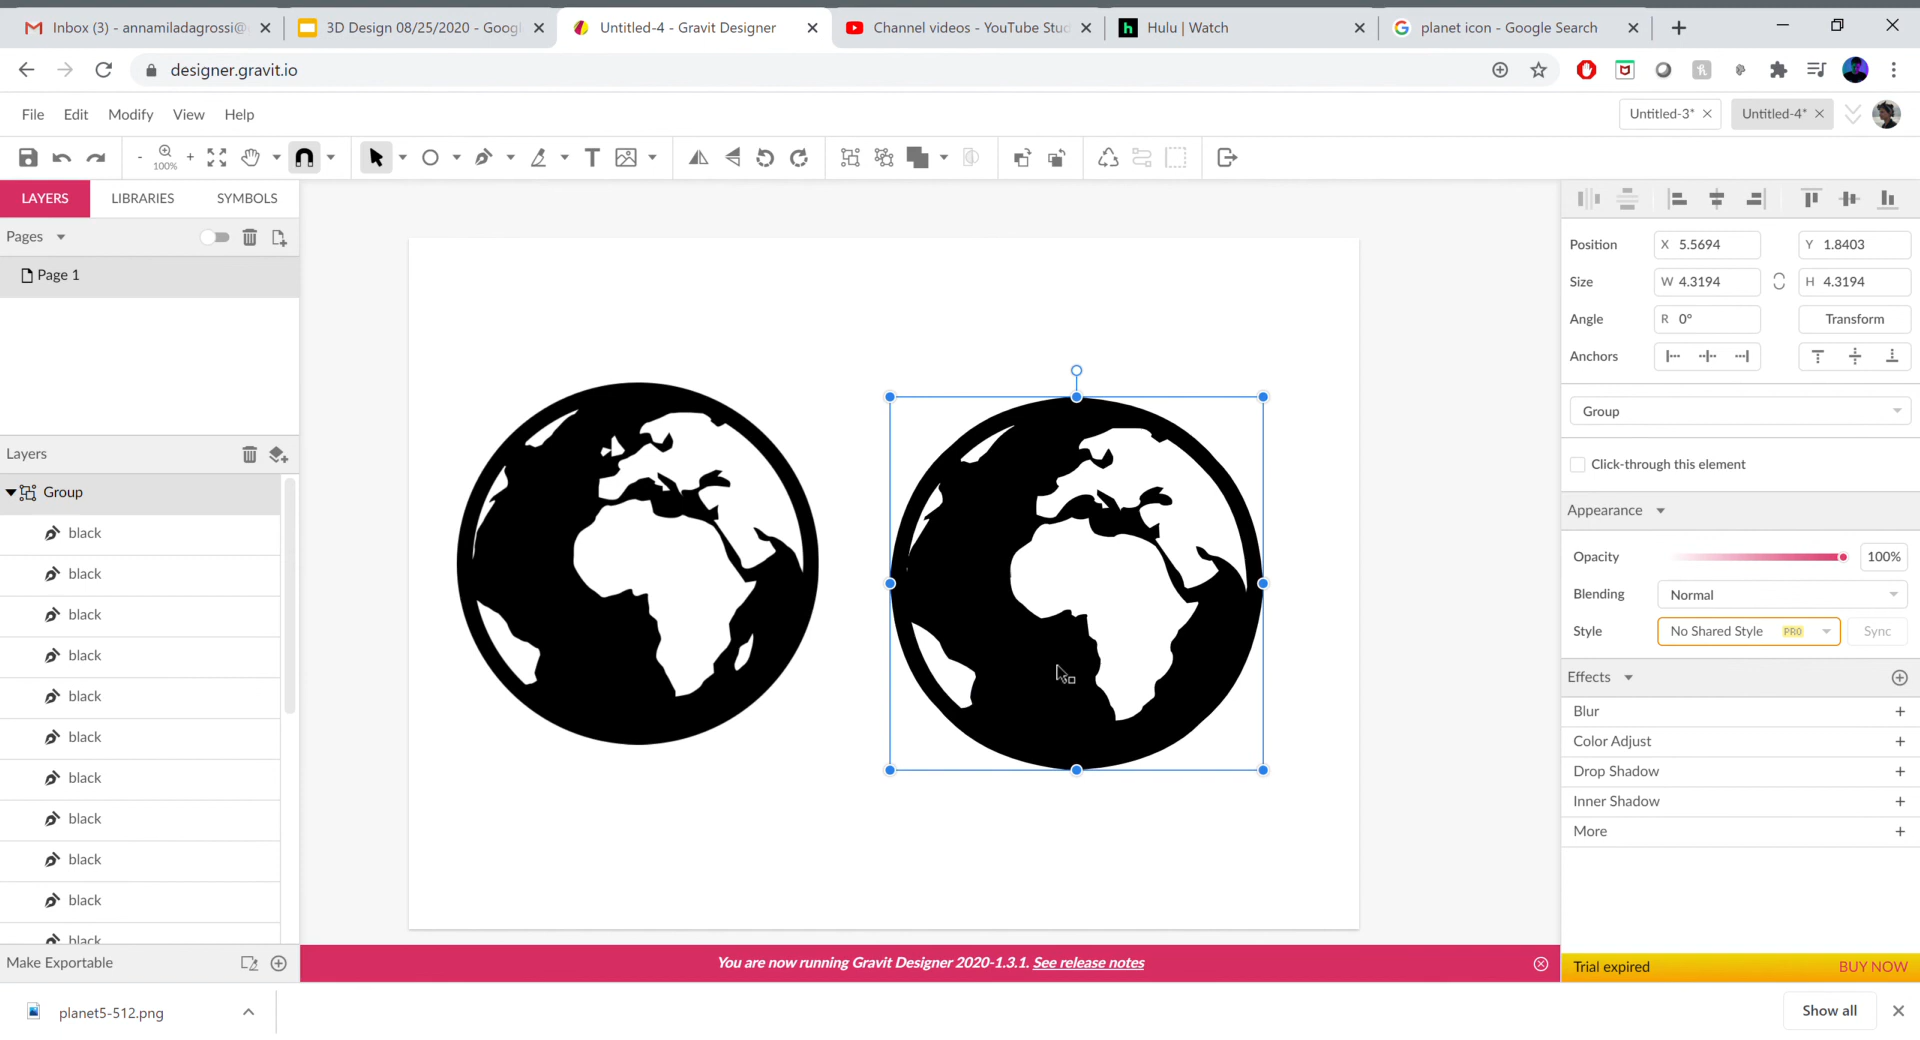 Inbox (3) - annamiladagrossi@
3D Design 08/25/2020 - Goog
Untitled-4 - Gravit Designer
Channel videos - YouTube Stud
Hulu | Watch
planet icon - Google Search
designer.gravit.io
File Edit Modify View Help
Untitled-3*
Untitled-4*
- 100% +
LAYERS LIBRARIES SYMBOLS
Pages
Page 1
Layers
Group
black
black
black
black
black
black
black
black
black
black
black
Make Exportable
Position X 5.5694 Y 1.8403
Size W 4.3194 H 4.3194
Angle R 0° Transform
Anchors
Group
Click-through this element
Appearance
Opacity 100%
Blending Normal
Style No Shared Style PRO Sync
Effects
Blur
Color Adjust
Drop Shadow
Inner Shadow
More
You are now running Gravit Designer 2020-1.3.1. See release notes
Trial expired BUY NOW
planet5-512.png
Show all